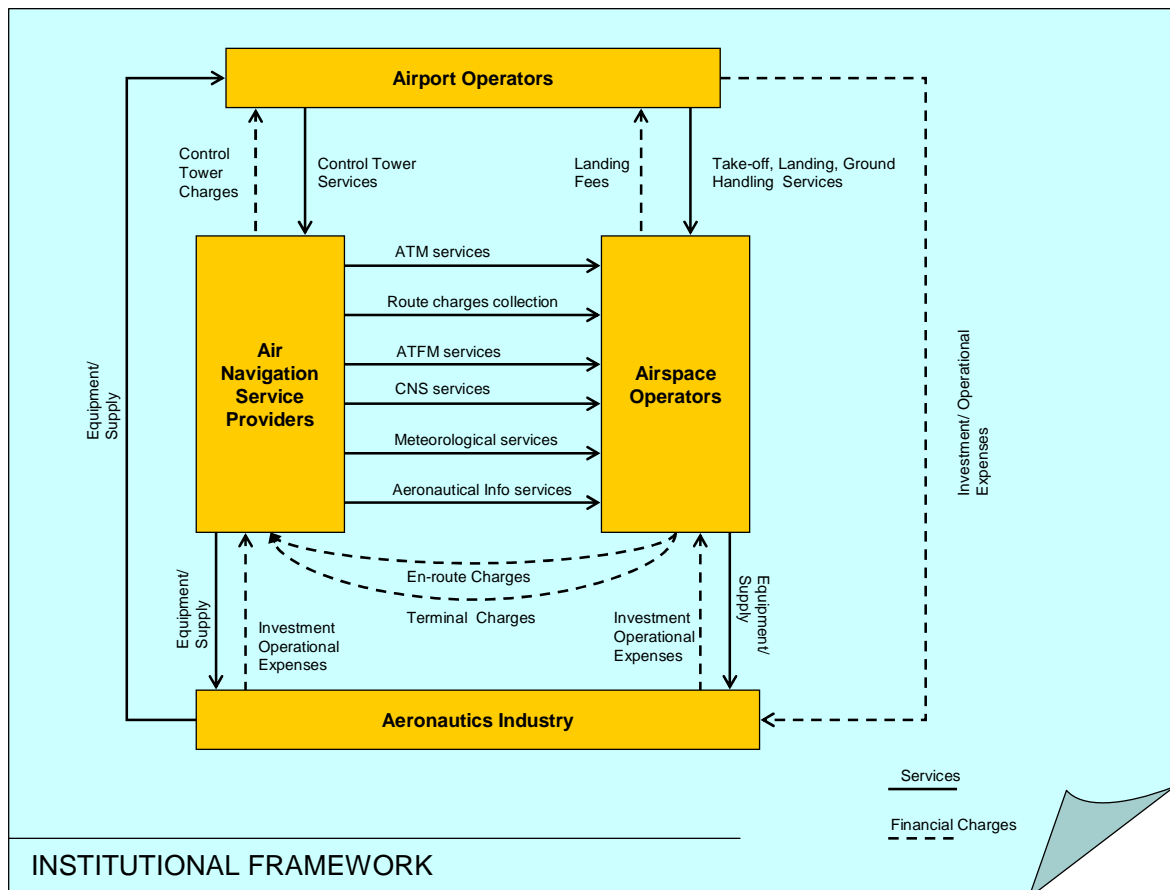 Airport Operators
Control
Tower
Charges
Control Tower
Services
Landing
Fees
Take-off, Landing, Ground
Handling Services
ATM services
Route charges collection
ATFM services
CNS services
Meteorological services
Aeronautical Info services
Air
Navigation
Service
Providers
Airspace
Operators
Equipment/
Supply
Investment/ Operational
Expenses
En-route Charges
Terminal Charges
Equipment/
Supply
Investment
Operational
Expenses
Investment
Operational
Expenses
Equipment/
Supply
Aeronautics Industry
Services
Financial Charges
INSTITUTIONAL FRAMEWORK